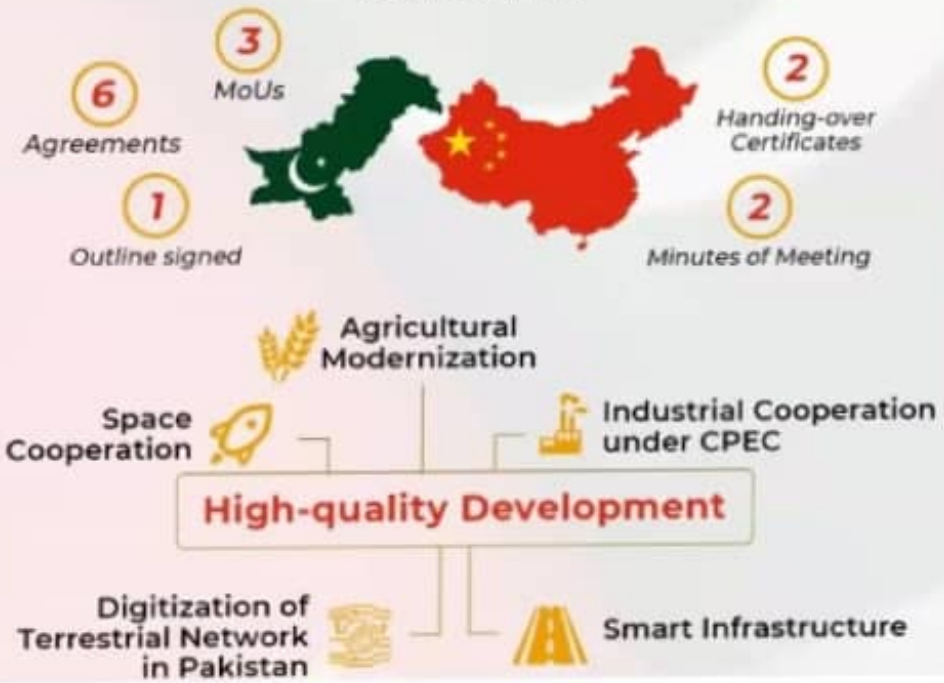 3
MoUs
6
Agreements
1
Outline signed
2
Handing-over
Certificates
2
Minutes of Meeting
Agricultural
Modernization
Space
Cooperation
Industrial Cooperation
under CPEC
High-quality Development
Digitization of
Terrestrial Network
in Pakistan
Smart Infrastructure